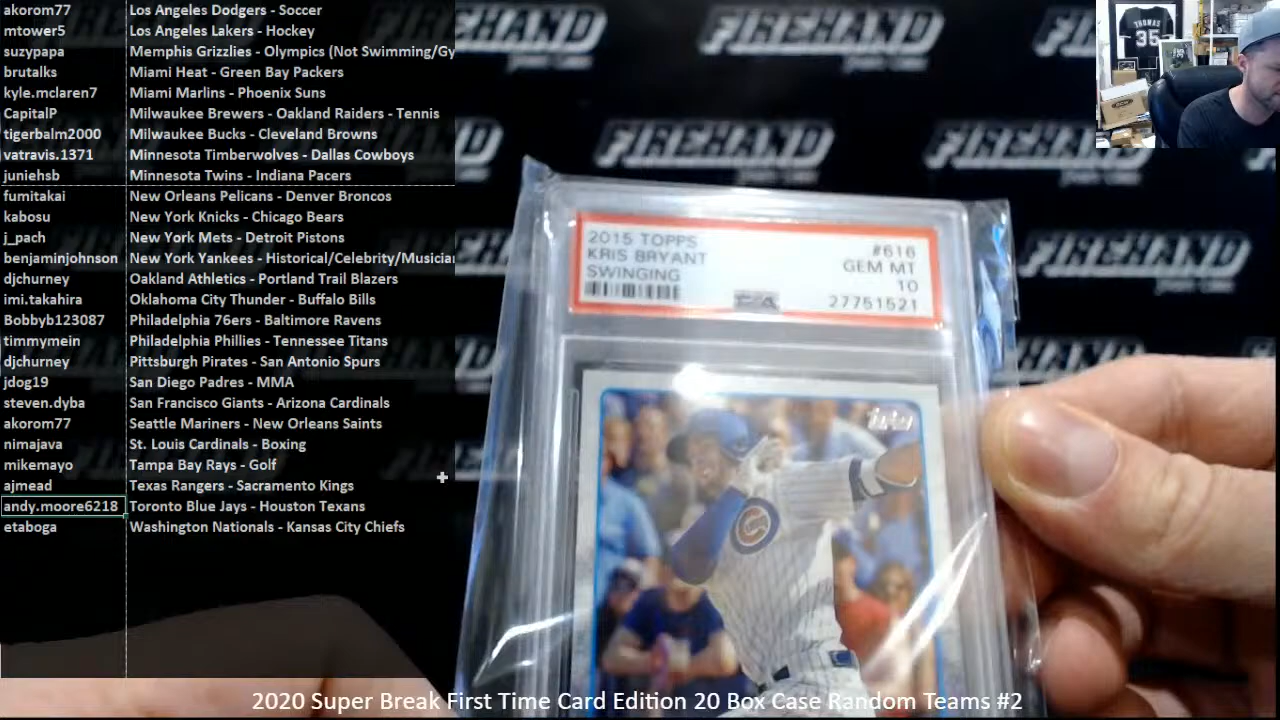 akorom77 Los Angeles Dodgers - Soccer
mtower5 Los Angeles Lakers - Hockey
suzypapa Memphis Grizzlies - Olympics (Not Swimming/Gy
brutalks Miami Heat - Green Bay Packers
kyle.mclaren7 Miami Marlins - Phoenix Suns
CapitalP Milwaukee Brewers - Oakland Raiders - Tennis
tigerbalm2000 Milwaukee Bucks - Cleveland Browns
vatravis.1371 Minnesota Timberwolves - Dallas Cowboys
juniehsb Minnesota Twins - Indiana Pacers
fumitakai New Orleans Pelicans - Denver Broncos
kabosu New York Knicks - Chicago Bears
j_pach New York Mets - Detroit Pistons
benjaminjohnson New York Yankees - Historical/Celebrity/Musician
djchurney Oakland Athletics - Portland Trail Blazers
imi.takahira Oklahoma City Thunder - Buffalo Bills
Bobbyb123087 Philadelphia 76ers - Baltimore Ravens
timmymein Philadelphia Phillies - Tennessee Titans
djchurney Pittsburgh Pirates - San Antonio Spurs
jdog19 San Diego Padres - MMA
steven.dyba San Francisco Giants - Arizona Cardinals
akorom77 Seattle Mariners - New Orleans Saints
nimajava St. Louis Cardinals - Boxing
mikemayo Tampa Bay Rays - Golf
ajmead Texas Rangers - Sacramento Kings
andy.moore6218 Toronto Blue Jays - Houston Texans
etaboga Washington Nationals - Kansas City Chiefs
FIREHAND
FIREHAND
FIREHAND
FIREHAND
THOMAS
35
2015 TOPPS #616
KRIS BRYANT GEM MT
SWINGING 10
PSA 27751521
Topps
2020 Super Break First Time Card Edition 20 Box Case Random Teams #2